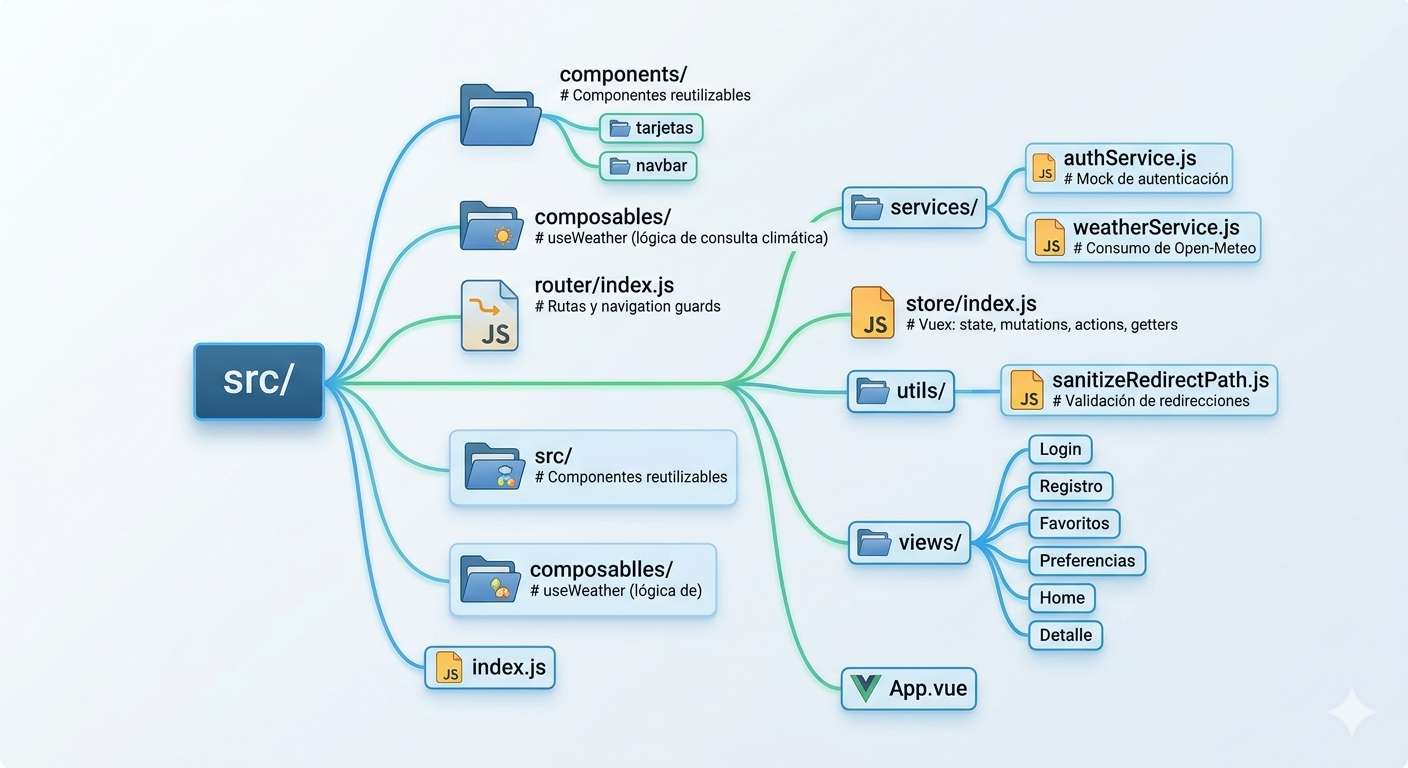 src/
components/
# Componentes reutilizables
tarjetas
navbar
composables/
# useWeather (lógica de consulta climática)
JS
router/index.js
# Rutas y navigation guards
src/
# Componentes reutilizables
composablles/
# useWeather (lógica de)
JS
index.js
services/
JS
authService.js
# Mock de autenticación
JS
weatherService.js
# Consumo de Open-Meteo
JS
store/index.js
# Vuex: state, mutations, actions, getters
utils/
JS
sanitizeRedirectPath.js
# Validación de redirecciones
views/
Login
Registro
Favoritos
Preferencias
Home
Detalle
App.vue